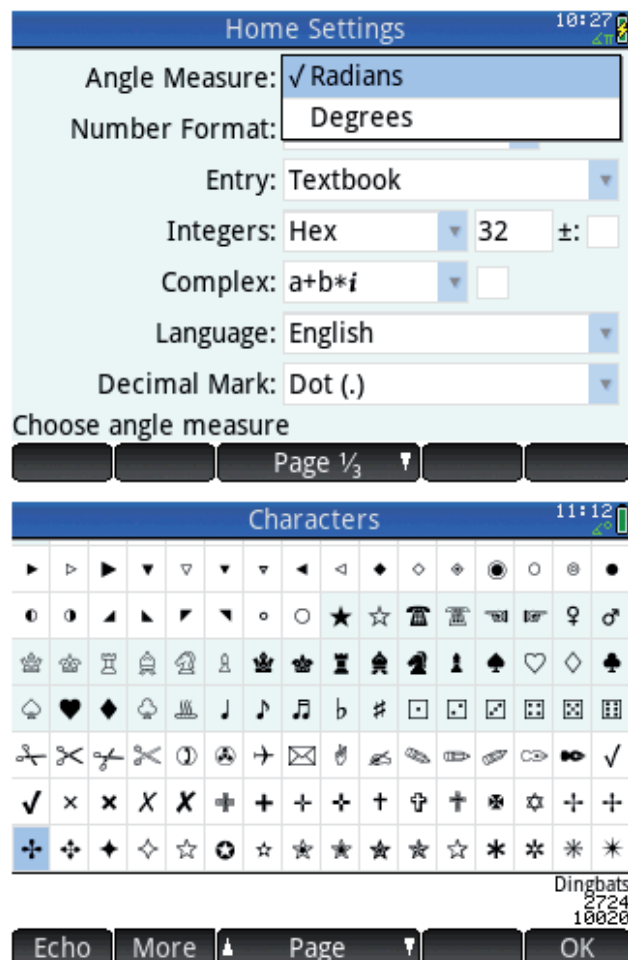 Home Settings 10:27
∡π
Angle Measure: √ Radians
Degrees
Number Format:
Entry: Textbook
Integers: Hex 32 ±:
Complex: a+b*i
Language: English
Decimal Mark: Dot (.)
Choose angle measure
Page 1/3
Characters 11:12
∡°
Dingbats
2724
10020
Echo More Page OK